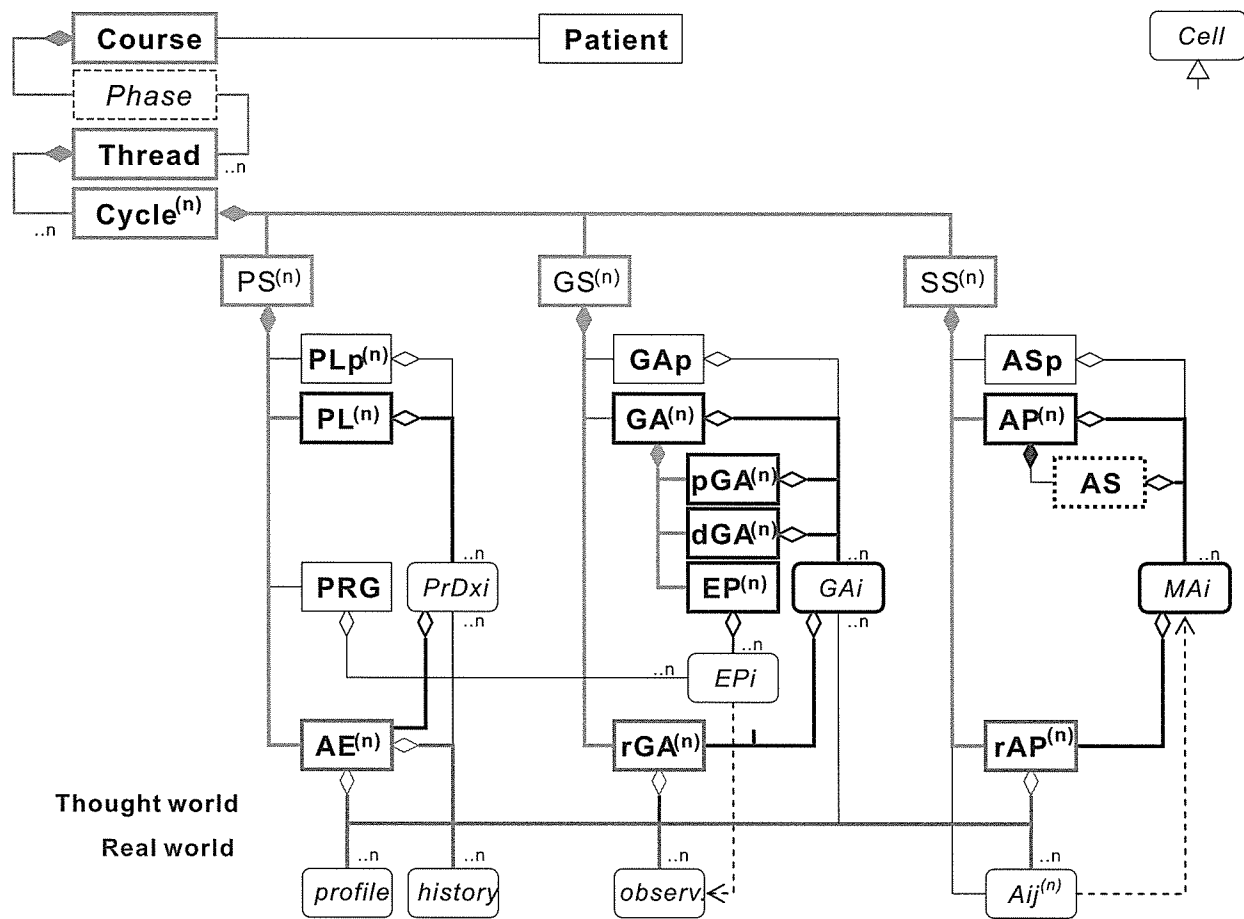 Course
Patient
Cell
Phase
Thread
..n
Cycle(n)
..n
PS(n)
GS(n)
SS(n)
PLp(n)
GAp
ASp
PL(n)
GA(n)
AP(n)
pGA(n)
AS
dGA(n)
..n
..n
..n
PRG
PrDxi
EP(n)
GAi
MAi
..n
..n
..n
..n
EPi
AE(n)
rGA(n)
rAP(n)
Thought world
Real world
..n
..n
..n
..n
profile
history
observ.
Aij(n)